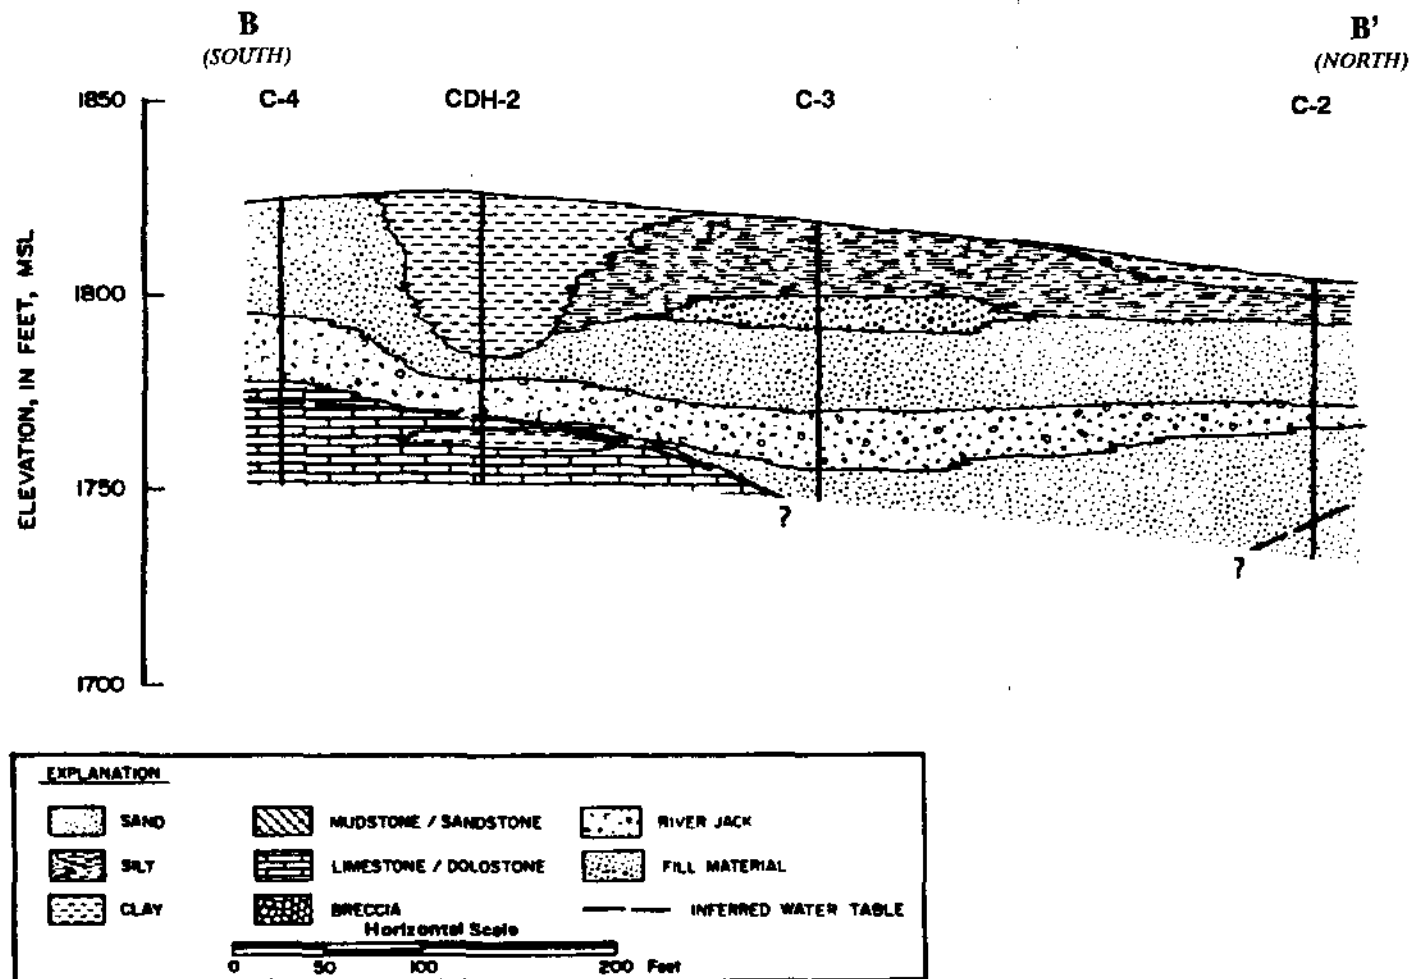 B
(SOUTH)
B'
(NORTH)
C-4 CDH-2 C-3 C-2
1850
1800
1750
1700
ELEVATION, IN FEET, MSL
?
?
EXPLANATION
SAND MUDSTONE / SANDSTONE RIVER JACK
SILT LIMESTONE / DOLOSTONE FILL MATERIAL
CLAY BRECCIA INFERRED WATER TABLE
Horizontal Scale
0 50 100 200 Feet